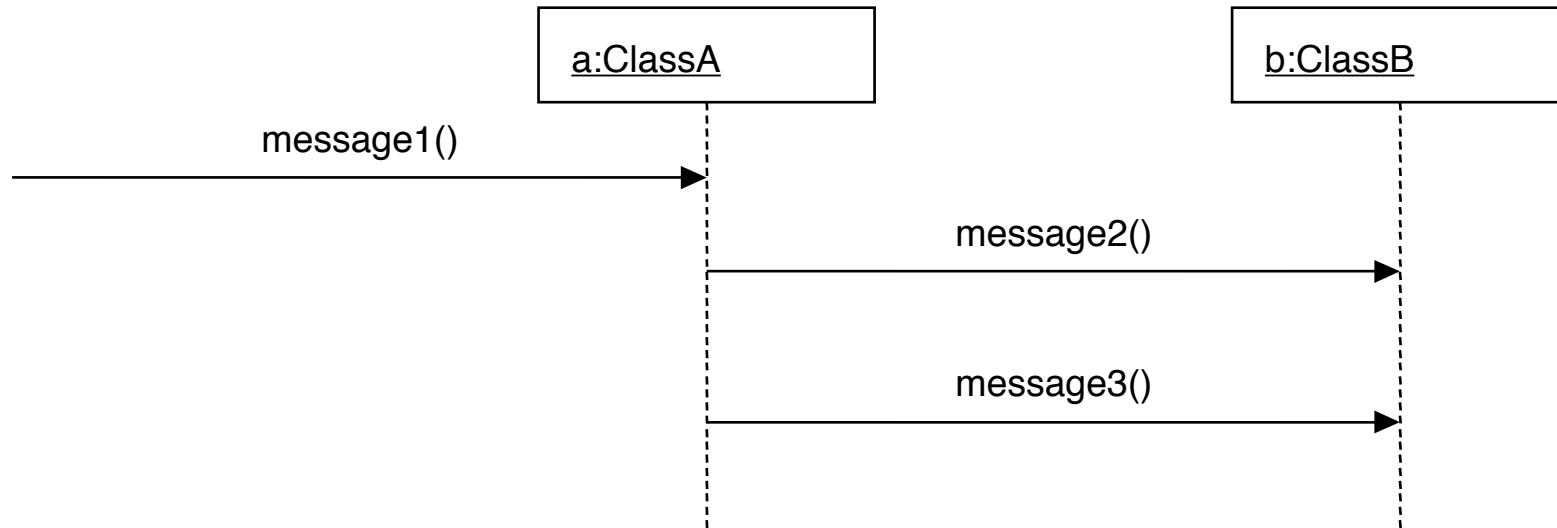 a:ClassA
b:ClassB
message1()
message2()
message3()